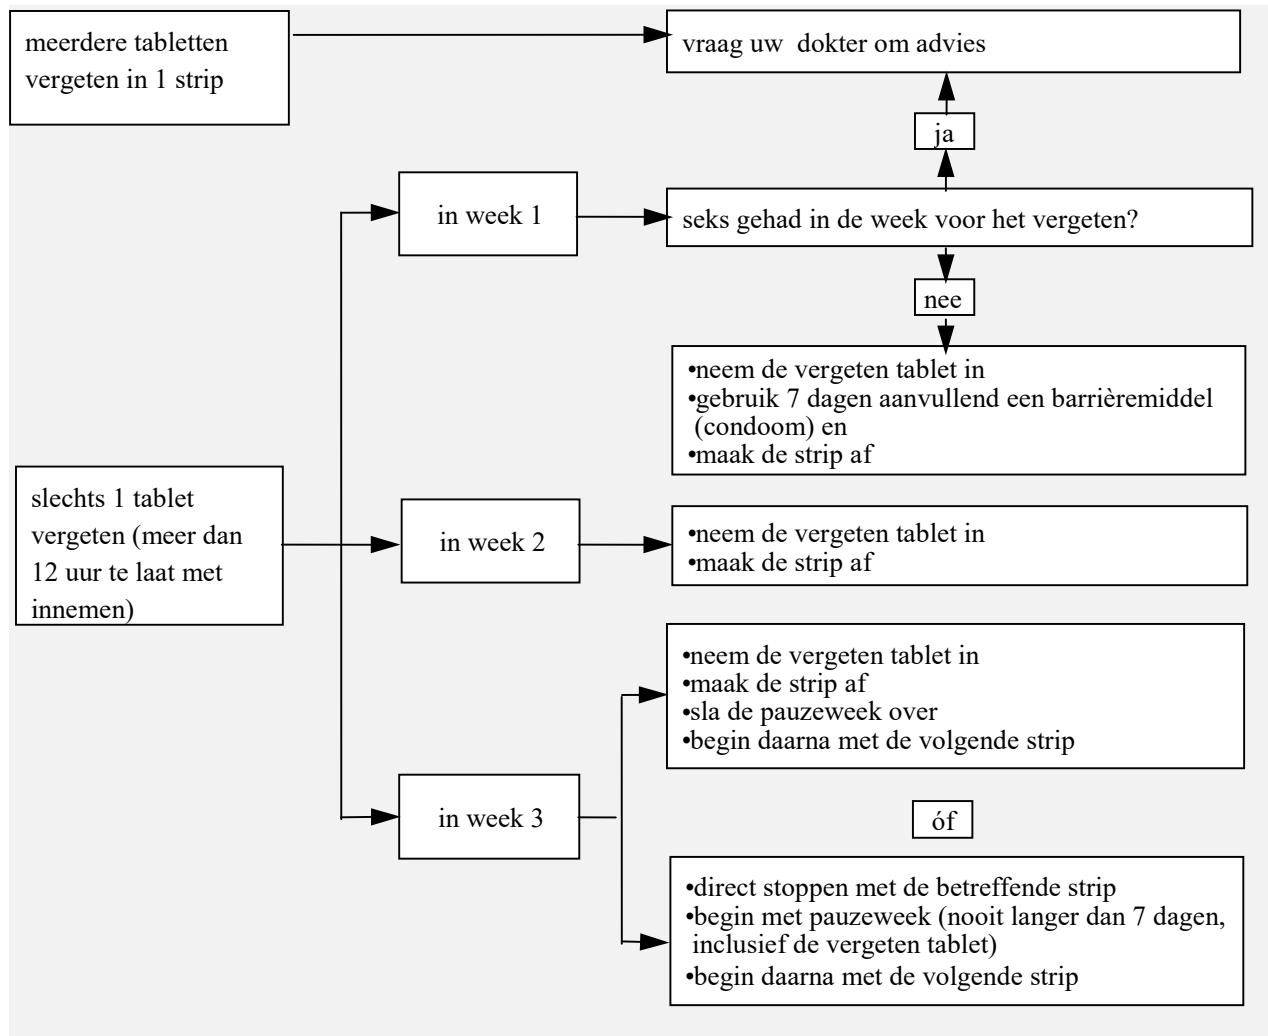 meerdere tabletten
vergeten in 1 strip
vraag uw dokter om advies
ja
in week 1
seks gehad in de week voor het vergeten?
nee
•neem de vergeten tablet in
•gebruik 7 dagen aanvullend een barrièremiddel
(condoom) en
•maak de strip af
slechts 1 tablet
vergeten (meer dan
12 uur te laat met
innemen)
in week 2
•neem de vergeten tablet in
•maak de strip af
in week 3
•neem de vergeten tablet in
•maak de strip af
•sla de pauzeweek over
•begin daarna met de volgende strip
óf
•direct stoppen met de betreffende strip
•begin met pauzeweek (nooit langer dan 7 dagen,
inclusief de vergeten tablet)
•begin daarna met de volgende strip